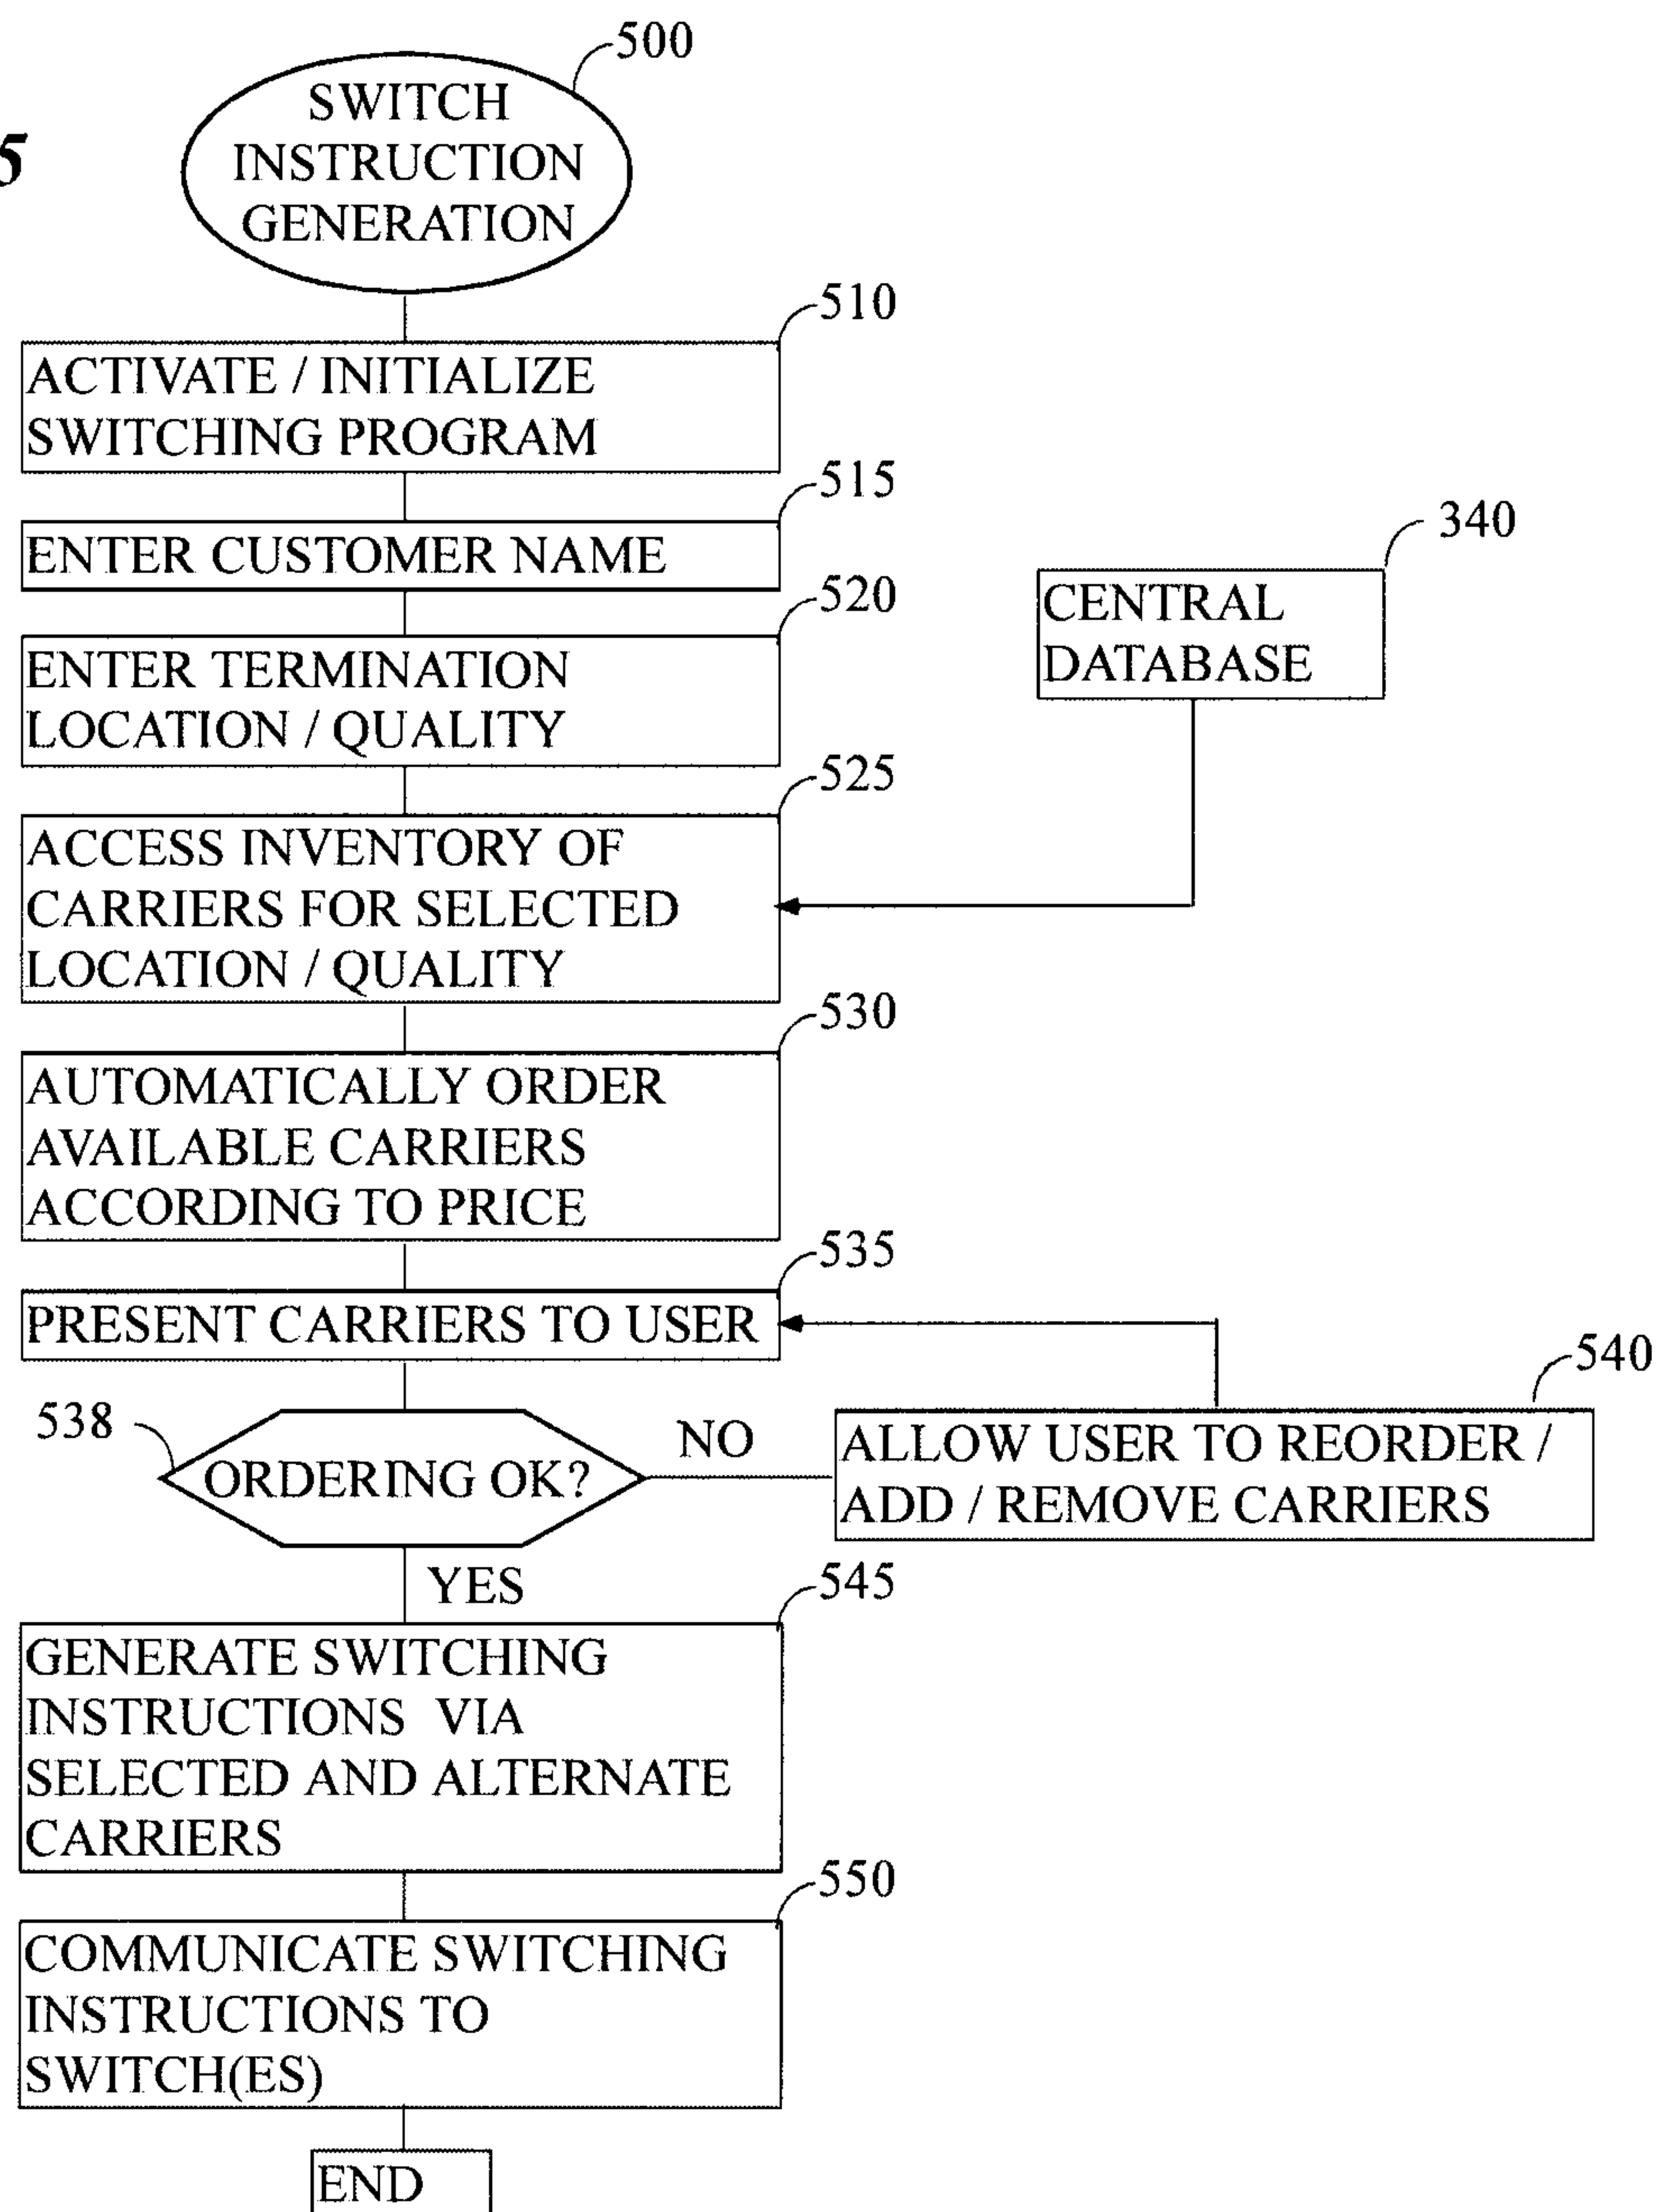 500
SWITCH
INSTRUCTION
GENERATION
5
510
ACTIVATE / INITIALIZE
SWITCHING PROGRAM
515
ENTER CUSTOMER NAME
520
ENTER TERMINATION
LOCATION / QUALITY
340
CENTRAL
DATABASE
525
ACCESS INVENTORY OF
CARRIERS FOR SELECTED
LOCATION / QUALITY
530
AUTOMATICALLY ORDER
AVAILABLE CARRIERS
ACCORDING TO PRICE
535
PRESENT CARRIERS TO USER
538
ORDERING OK?
NO
540
ALLOW USER TO REORDER /
ADD / REMOVE CARRIERS
YES
545
GENERATE SWITCHING
INSTRUCTIONS VIA
SELECTED AND ALTERNATE
CARRIERS
550
COMMUNICATE SWITCHING
INSTRUCTIONS TO
SWITCH(ES)
END